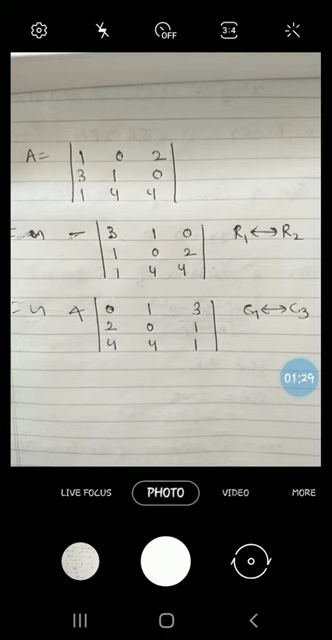 OFF
3:4
A = | 1 0 2 |
| 3 1 0 |
| 1 4 4 |
= - | 3 1 0 | R1 ↔ R2
| 1 0 2 |
| 1 4 4 |
= | 0 1 3 | C1 ↔ C3
| 2 0 1 |
| 4 4 1 |
01:29
LIVE FOCUS PHOTO VIDEO MORE